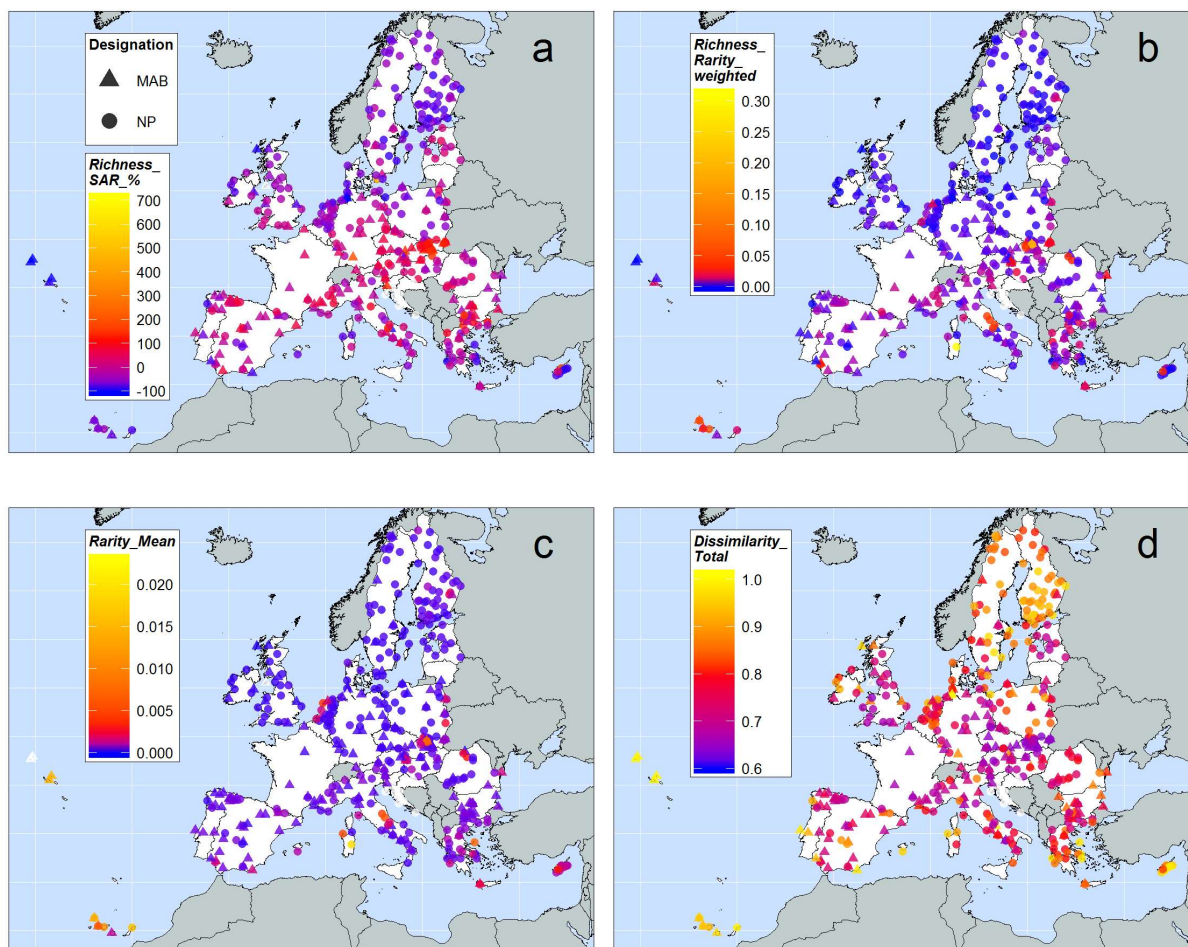 a
Designation
MAB
NP
Richness_
SAR_%
700
600
500
400
300
200
100
0
-100
b
Richness_
Rarity_
weighted
0.30
0.25
0.20
0.15
0.10
0.05
0.00
c
Rarity_Mean
0.020
0.015
0.010
0.005
0.000
d
Dissimilarity_
Total
1.0
0.9
0.8
0.7
0.6